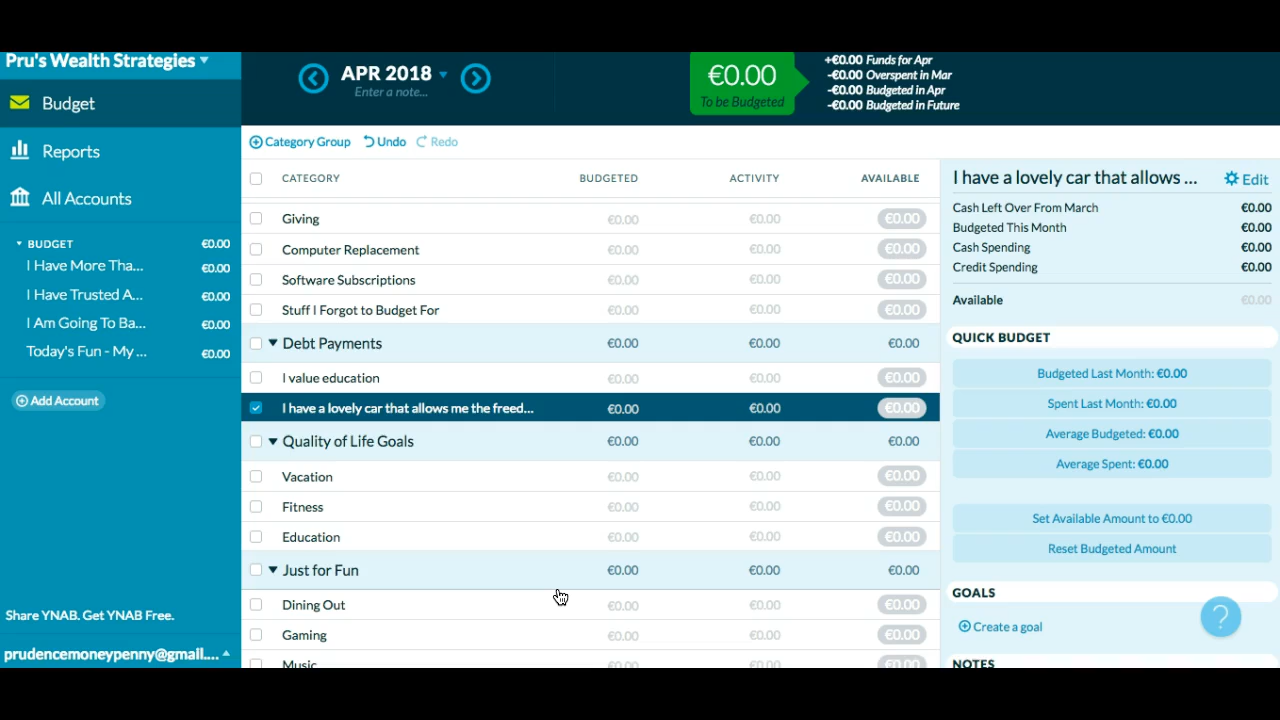 Pru's Wealth Strategies
Budget
Reports
All Accounts
BUDGET €0.00
I Have More Tha... €0.00
I Have Trusted A... €0.00
I Am Going To Ba... €0.00
Today's Fun - My ... €0.00
Add Account
Share YNAB. Get YNAB Free.
prudencemoneypenny@gmail....
APR 2018
Enter a note...
€0.00
To be Budgeted
+€0.00 Funds for Apr
-€0.00 Overspent in Mar
-€0.00 Budgeted in Apr
-€0.00 Budgeted in Future
Category Group Undo Redo
CATEGORY BUDGETED ACTIVITY AVAILABLE
Giving €0.00 €0.00 €0.00
Computer Replacement €0.00 €0.00 €0.00
Software Subscriptions €0.00 €0.00 €0.00
Stuff I Forgot to Budget For €0.00 €0.00 €0.00
Debt Payments €0.00 €0.00 €0.00
I value education €0.00 €0.00 €0.00
I have a lovely car that allows me the freed... €0.00 €0.00 €0.00
Quality of Life Goals €0.00 €0.00 €0.00
Vacation €0.00 €0.00 €0.00
Fitness €0.00 €0.00 €0.00
Education €0.00 €0.00 €0.00
Just for Fun €0.00 €0.00 €0.00
Dining Out €0.00 €0.00 €0.00
Gaming €0.00 €0.00 €0.00
Music €0.00 €0.00 €0.00
I have a lovely car that allows ... Edit
Cash Left Over From March €0.00
Budgeted This Month €0.00
Cash Spending €0.00
Credit Spending €0.00
Available €0.00
QUICK BUDGET
Budgeted Last Month: €0.00
Spent Last Month: €0.00
Average Budgeted: €0.00
Average Spent: €0.00
Set Available Amount to €0.00
Reset Budgeted Amount
GOALS
Create a goal
?
NOTES